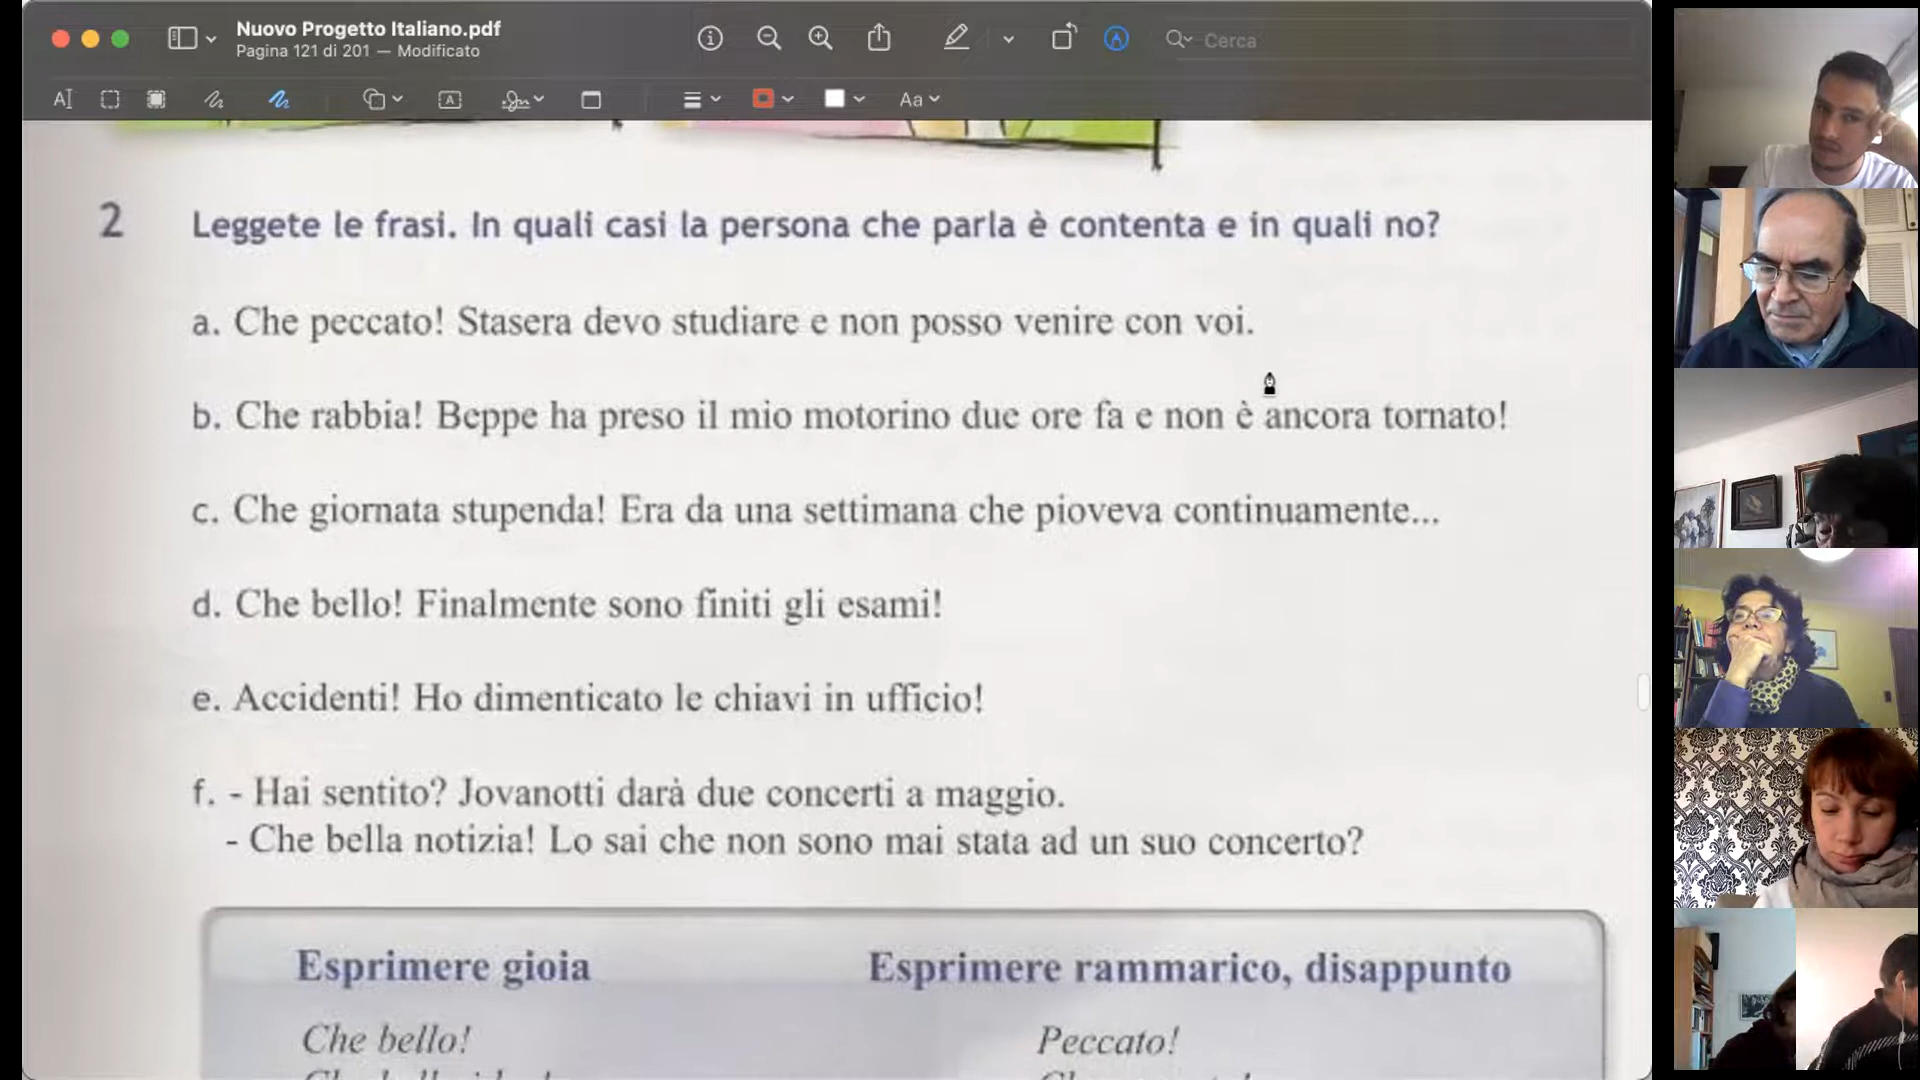 Nuovo Progetto Italiano.pdf
Pagina 121 di 201 — Modificato
Cerca
Aa
2 Leggete le frasi. In quali casi la persona che parla è contenta e in quali no?
a. Che peccato! Stasera devo studiare e non posso venire con voi.
b. Che rabbia! Beppe ha preso il mio motorino due ore fa e non è ancora tornato!
c. Che giornata stupenda! Era da una settimana che pioveva continuamente...
d. Che bello! Finalmente sono finiti gli esami!
e. Accidenti! Ho dimenticato le chiavi in ufficio!
f. - Hai sentito? Jovanotti darà due concerti a maggio.
- Che bella notizia! Lo sai che non sono mai stata ad un suo concerto?
Esprimere gioia
Esprimere rammarico, disappunto
Che bello!
Peccato!